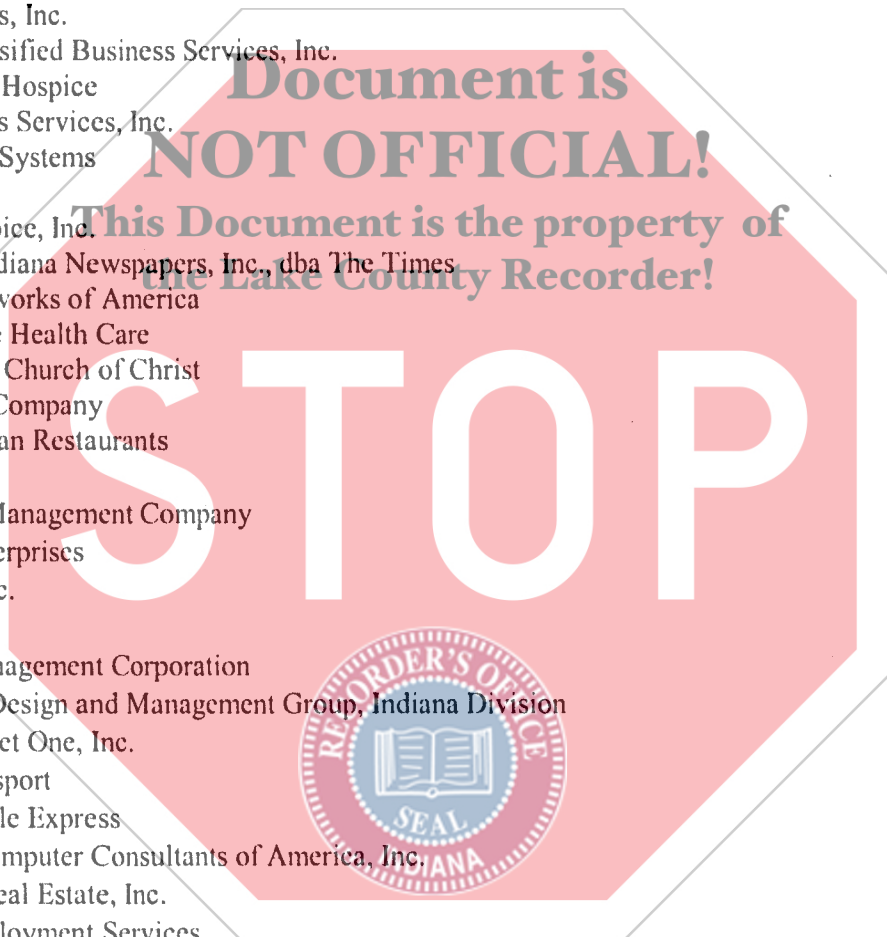 s, Inc.
sified Business Services, Inc.
Document is
Hospice
s Services, Inc.
NOT OFFICIAL!
Systems
This Document is the property of
ice, Inc.
diana Newspapers, Inc., dba The Times
the Lake County Recorder!
works of America
Health Care
Church of Christ
Company
an Restaurants
STOP
Management Company
erprises
c.
nagement Corporation
Design and Management Group, Indiana Division
ct One, Inc.
sport
le Express
mputer Consultants of America, Inc.
eal Estate, Inc.
loyment Services
RECORDER'S OFFICE
SEAL
INDIANA